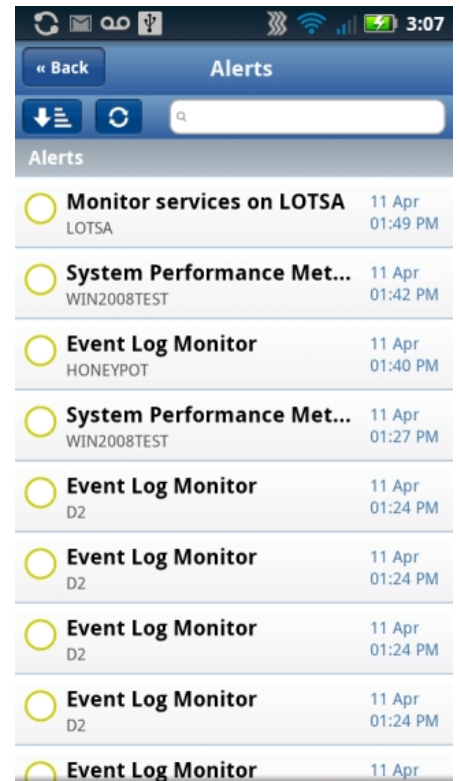 3:07
« Back
Alerts
Alerts
Monitor services on LOTSA
11 Apr
LOTSA
01:49 PM
System Performance Met...
11 Apr
WIN2008TEST
01:42 PM
Event Log Monitor
11 Apr
HONEYPOT
01:40 PM
System Performance Met...
11 Apr
WIN2008TEST
01:27 PM
Event Log Monitor
11 Apr
D2
01:24 PM
Event Log Monitor
11 Apr
D2
01:24 PM
Event Log Monitor
11 Apr
D2
01:24 PM
Event Log Monitor
11 Apr
D2
01:24 PM
Event Log Monitor
11 Apr